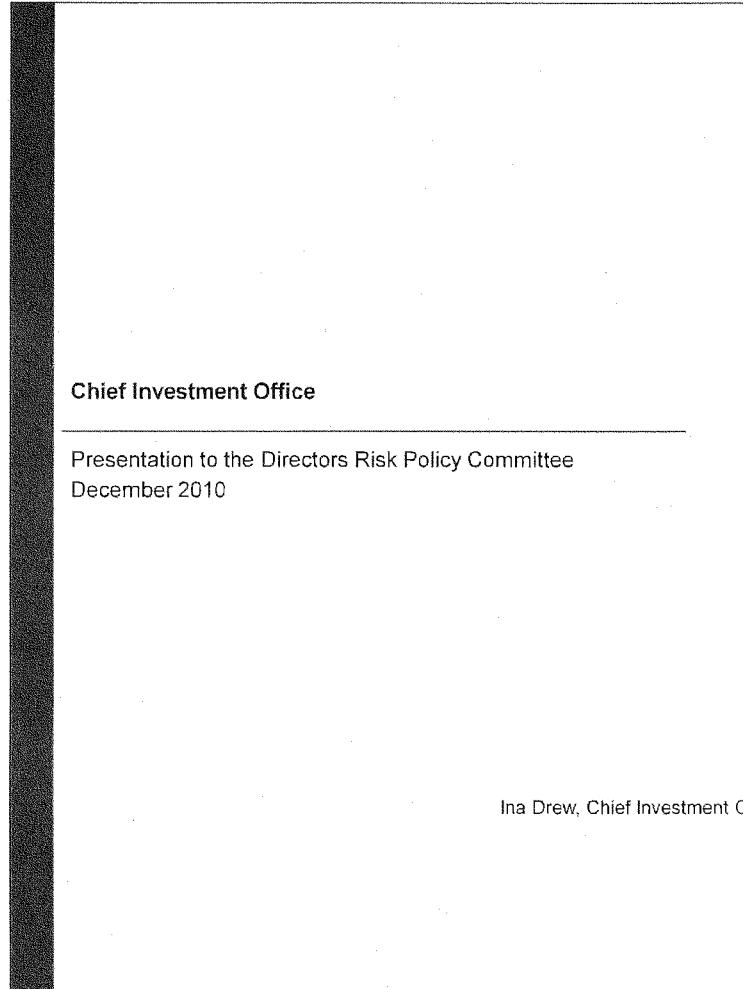 Chief Investment Office
Presentation to the Directors Risk Policy Committee
December 2010
Ina Drew, Chief Investment